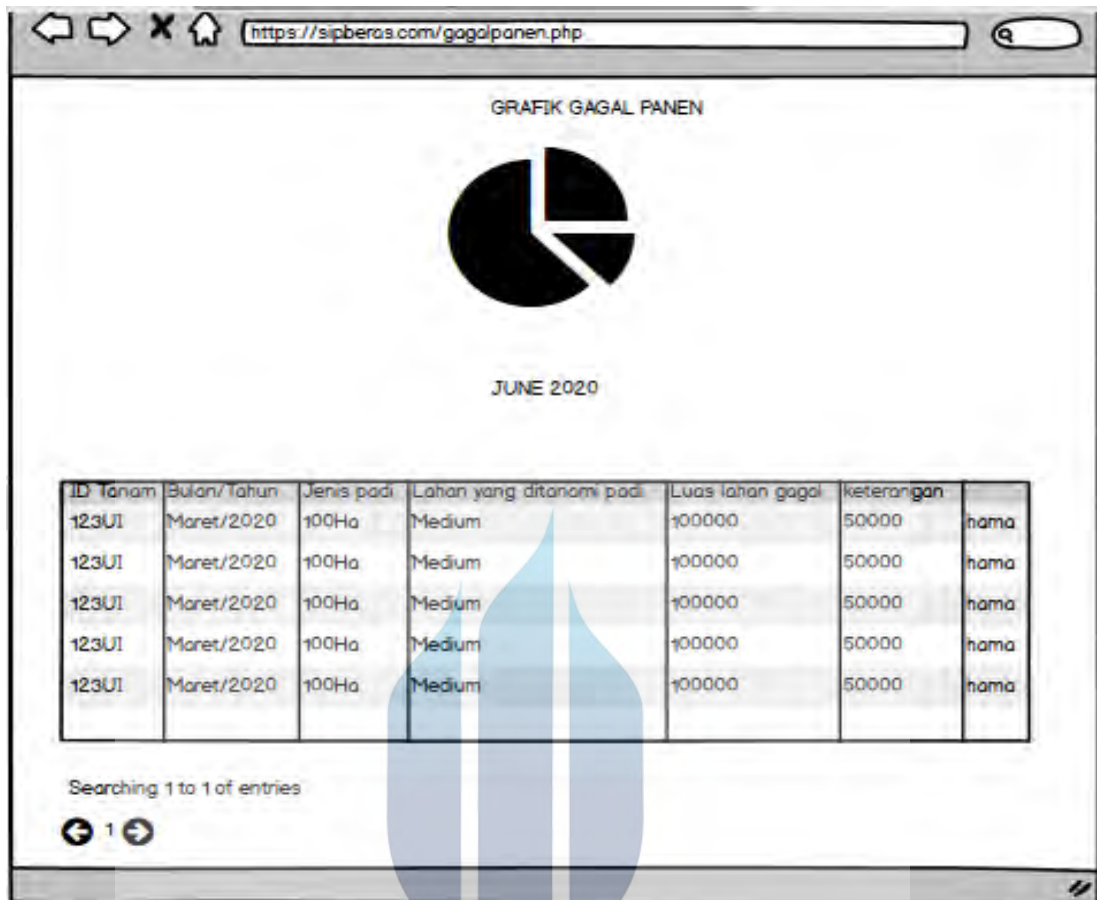 https://sipberas.com/gagalpanen.php
GRAFIK GAGAL PANEN
JUNE 2020
ID Tanam Bulan/Tahun Jenis padi Lahan yang ditanami padi Luas lahan gagal keterangan
123UI Maret/2020 100Ha Medium 100000 50000 hama
123UI Maret/2020 100Ha Medium 100000 50000 hama
123UI Maret/2020 100Ha Medium 100000 50000 hama
123UI Maret/2020 100Ha Medium 100000 50000 hama
123UI Maret/2020 100Ha Medium 100000 50000 hama
Searching 1 to 1 of entries
1